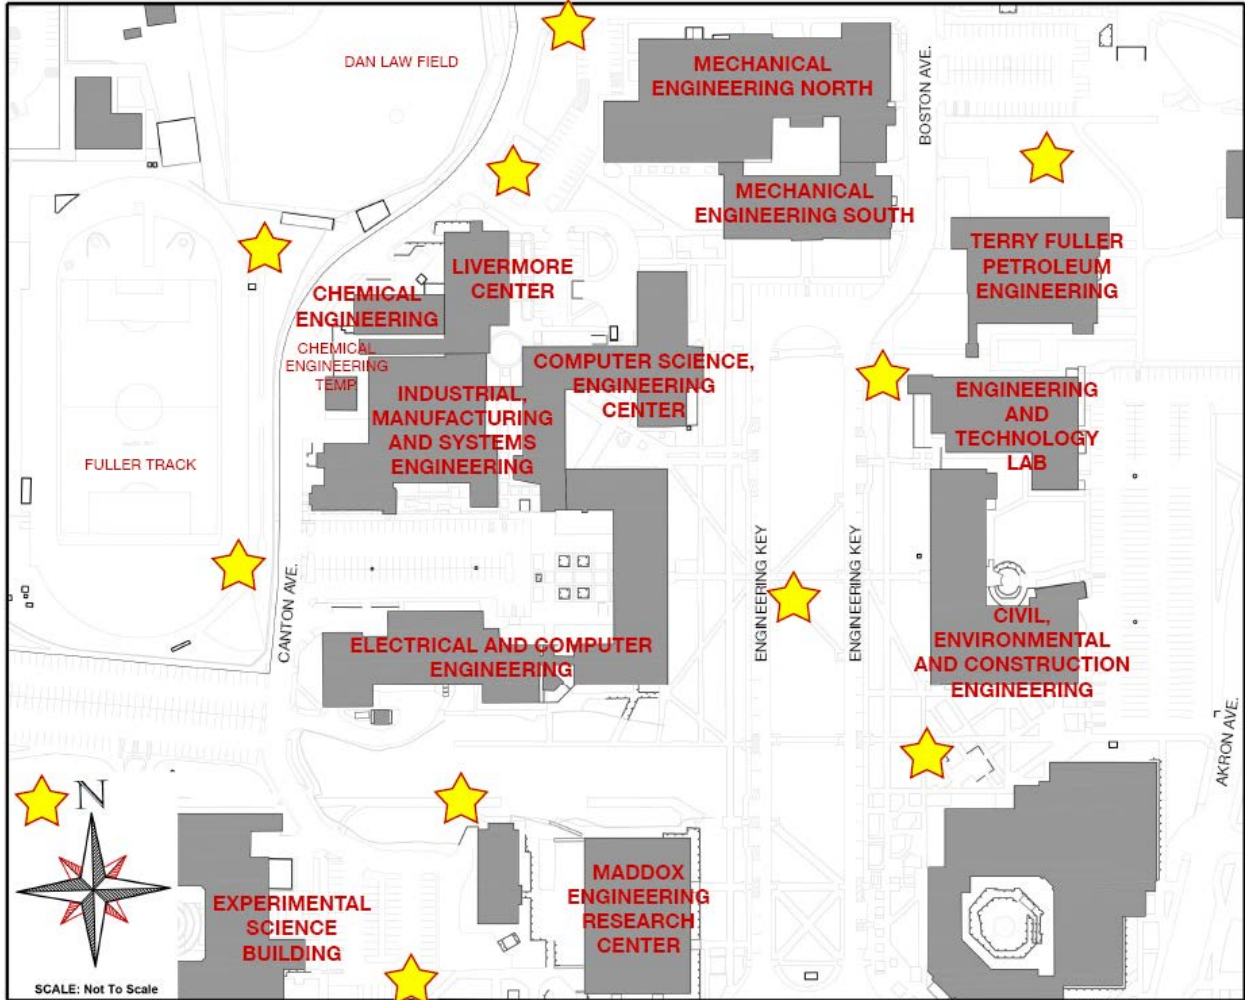 DAN LAW FIELD
MECHANICAL
ENGINEERING NORTH
BOSTON AVE.
MECHANICAL
ENGINEERING SOUTH
TERRY FULLER
PETROLEUM
ENGINEERING
LIVERMORE
CENTER
CHEMICAL
ENGINEERING
CHEMICAL
ENGINEERING
TEMP.
COMPUTER SCIENCE,
ENGINEERING
CENTER
INDUSTRIAL,
MANUFACTURING
AND SYSTEMS
ENGINEERING
ENGINEERING
AND
TECHNOLOGY
LAB
FULLER TRACK
CANTON AVE.
ENGINEERING KEY
ENGINEERING KEY
ELECTRICAL AND COMPUTER
ENGINEERING
CIVIL,
ENVIRONMENTAL
AND CONSTRUCTION
ENGINEERING
AKRON AVE.
N
EXPERIMENTAL
SCIENCE
BUILDING
MADDOX
ENGINEERING
RESEARCH
CENTER
SCALE: Not To Scale